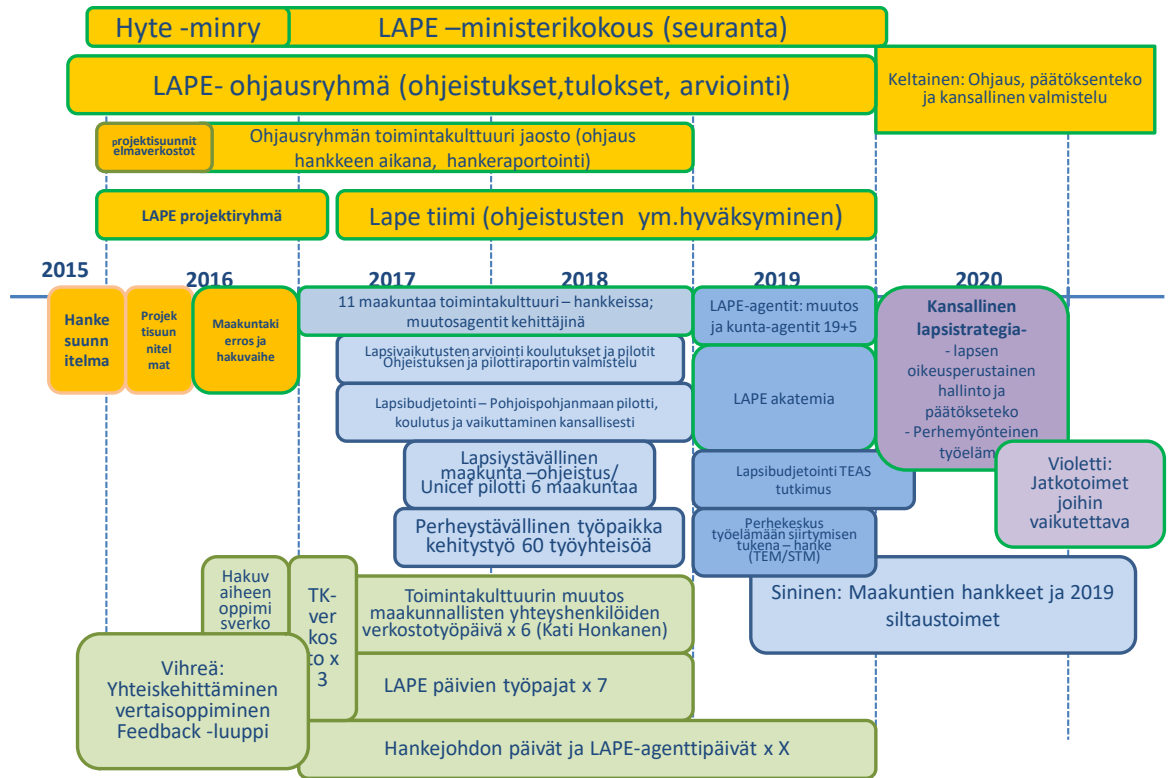 Hyte -minry
LAPE –ministerikokous (seuranta)
LAPE- ohjausryhmä (ohjeistukset,tulokset, arviointi)
Keltainen: Ohjaus, päätöksenteko
ja kansallinen valmistelu
projektisuunnit
elmaverkostot
Ohjausryhmän toimintakulttuuri jaosto (ohjaus
hankkeen aikana, hankeraportointi)
LAPE projektiryhmä
Lape tiimi (ohjeistusten ym.hyväksyminen)
2015
2016
2017
2018
2019
2020
Hanke
suunn
itelma
Projek
tisuun
nitel
mat
Maakuntaki
erros ja
hakuvaihe
11 maakuntaa toimintakulttuuri – hankkeissa;
muutosagentit kehittäjinä
LAPE-agentit: muutos
ja kunta-agentit 19+5
Kansallinen
lapsistrategia-
- lapsen
oikeusperustainen
hallinto ja
päätökseteko
- Perhemyönteinen
työeläm
Lapsivaikutusten arviointi koulutukset ja pilotit
Ohjeistuksen ja pilottiraportin valmistelu
Lapsibudjetointi – Pohjoispohjanmaan pilotti,
koulutus ja vaikuttaminen kansallisesti
LAPE akatemia
Lapsiystävällinen
maakunta –ohjeistus/
Unicef pilotti 6 maakuntaa
Lapsibudjetointi TEAS
tutkimus
Violetti:
Jatkotoimet
joihin
vaikutettava
Perheystävällinen työpaikka
kehitystyö 60 työyhteisöä
Perhekeskus
työelämään siirtymisen
tukena – hanke
(TEM/STM)
Hakuv
aiheen
oppimi
sverko
TK-
ver
kos
to x
3
Toimintakulttuurin muutos
maakunnallisten yhteyshenkilöiden
verkostotyöpäivä x 6 (Kati Honkanen)
Sininen: Maakuntien hankkeet ja 2019
siltaustoimet
Vihreä:
Yhteiskehittäminen
vertaisoppiminen
Feedback -luuppi
LAPE päivien työpajat x 7
Hankejohdon päivät ja LAPE-agenttipäivät x X